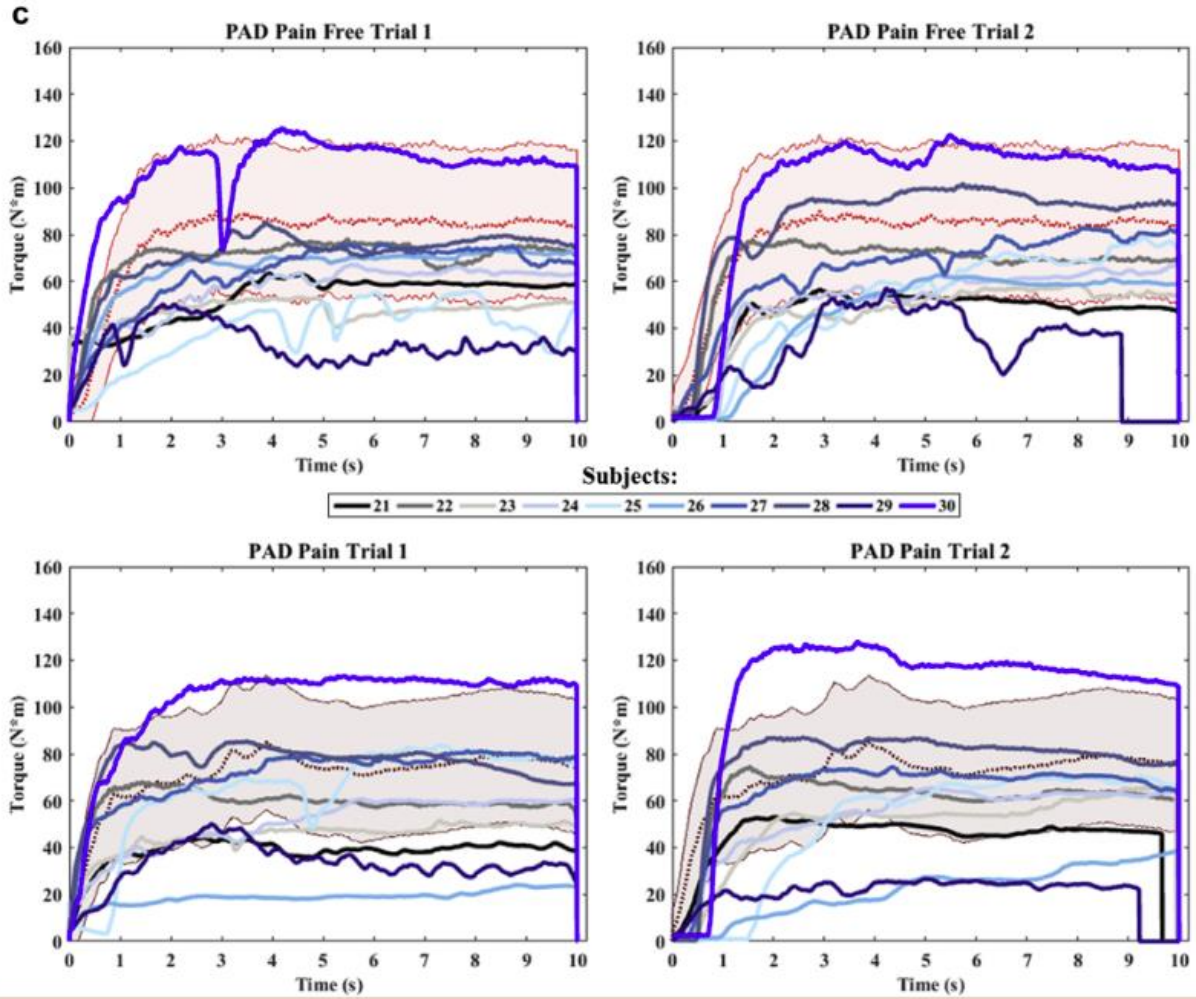 c
PAD Pain Free Trial 1
160
140
120
100
80
60
40
20
0
Torque (N*m)
0 1 2 3 4 5 6 7 8 9 10
Time (s)
PAD Pain Free Trial 2
160
140
120
100
80
60
40
20
0
Torque (N*m)
0 1 2 3 4 5 6 7 8 9 10
Time (s)
Subjects:
21 22 23 24 25 26 27 28 29 30
PAD Pain Trial 1
160
140
120
100
80
60
40
20
0
Torque (N*m)
0 1 2 3 4 5 6 7 8 9 10
Time (s)
PAD Pain Trial 2
160
140
120
100
80
60
40
20
0
Torque (N*m)
0 1 2 3 4 5 6 7 8 9 10
Time (s)